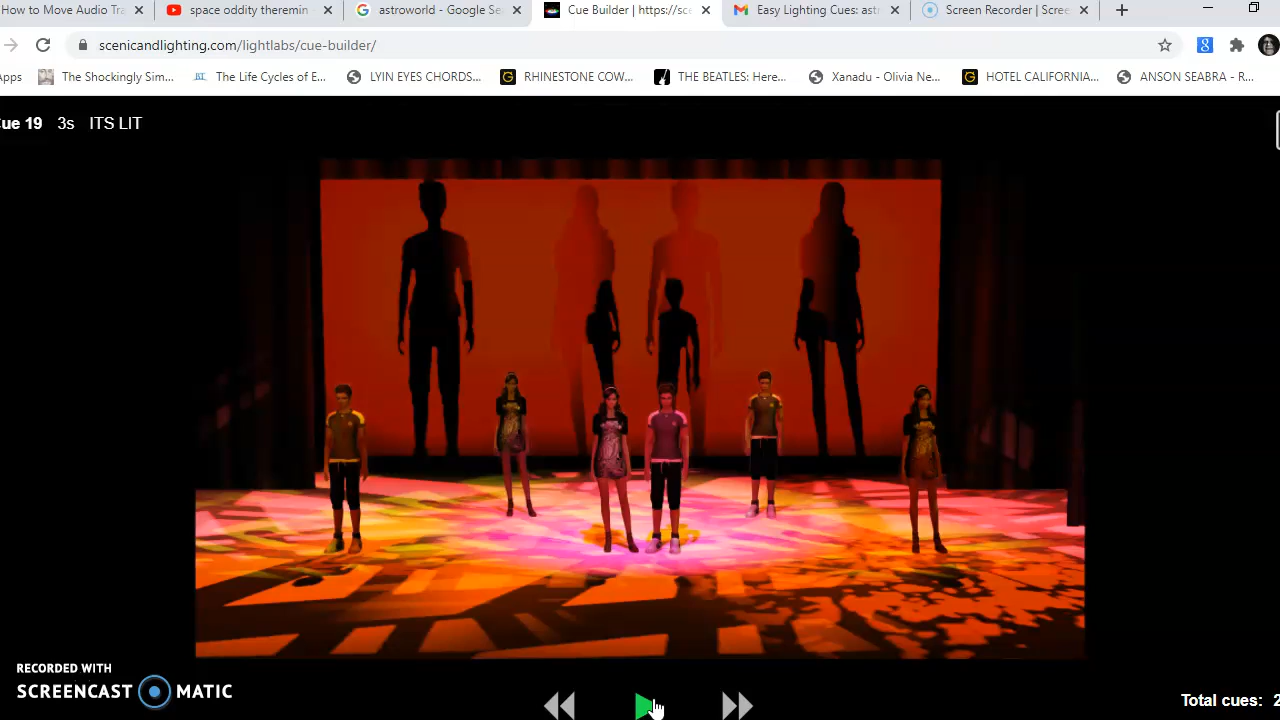 How to Move Audio Tra
space oddity theremin -
astroworld - Google Se
Cue Builder | https://sce
Easy Lighting Cues: ast
Screen Recorder | Scree
scenicandlighting.com/lightlabs/cue-builder/
pps
The Shockingly Sim...
The Life Cycles of E...
LYIN EYES CHORDS...
RHINESTONE COW...
THE BEATLES: Here...
Xanadu - Olivia Ne...
HOTEL CALIFORNIA...
ANSON SEABRA - R...
ue 19 3s ITS LIT
RECORDED WITH
SCREENCAST MATIC
Total cues: 2